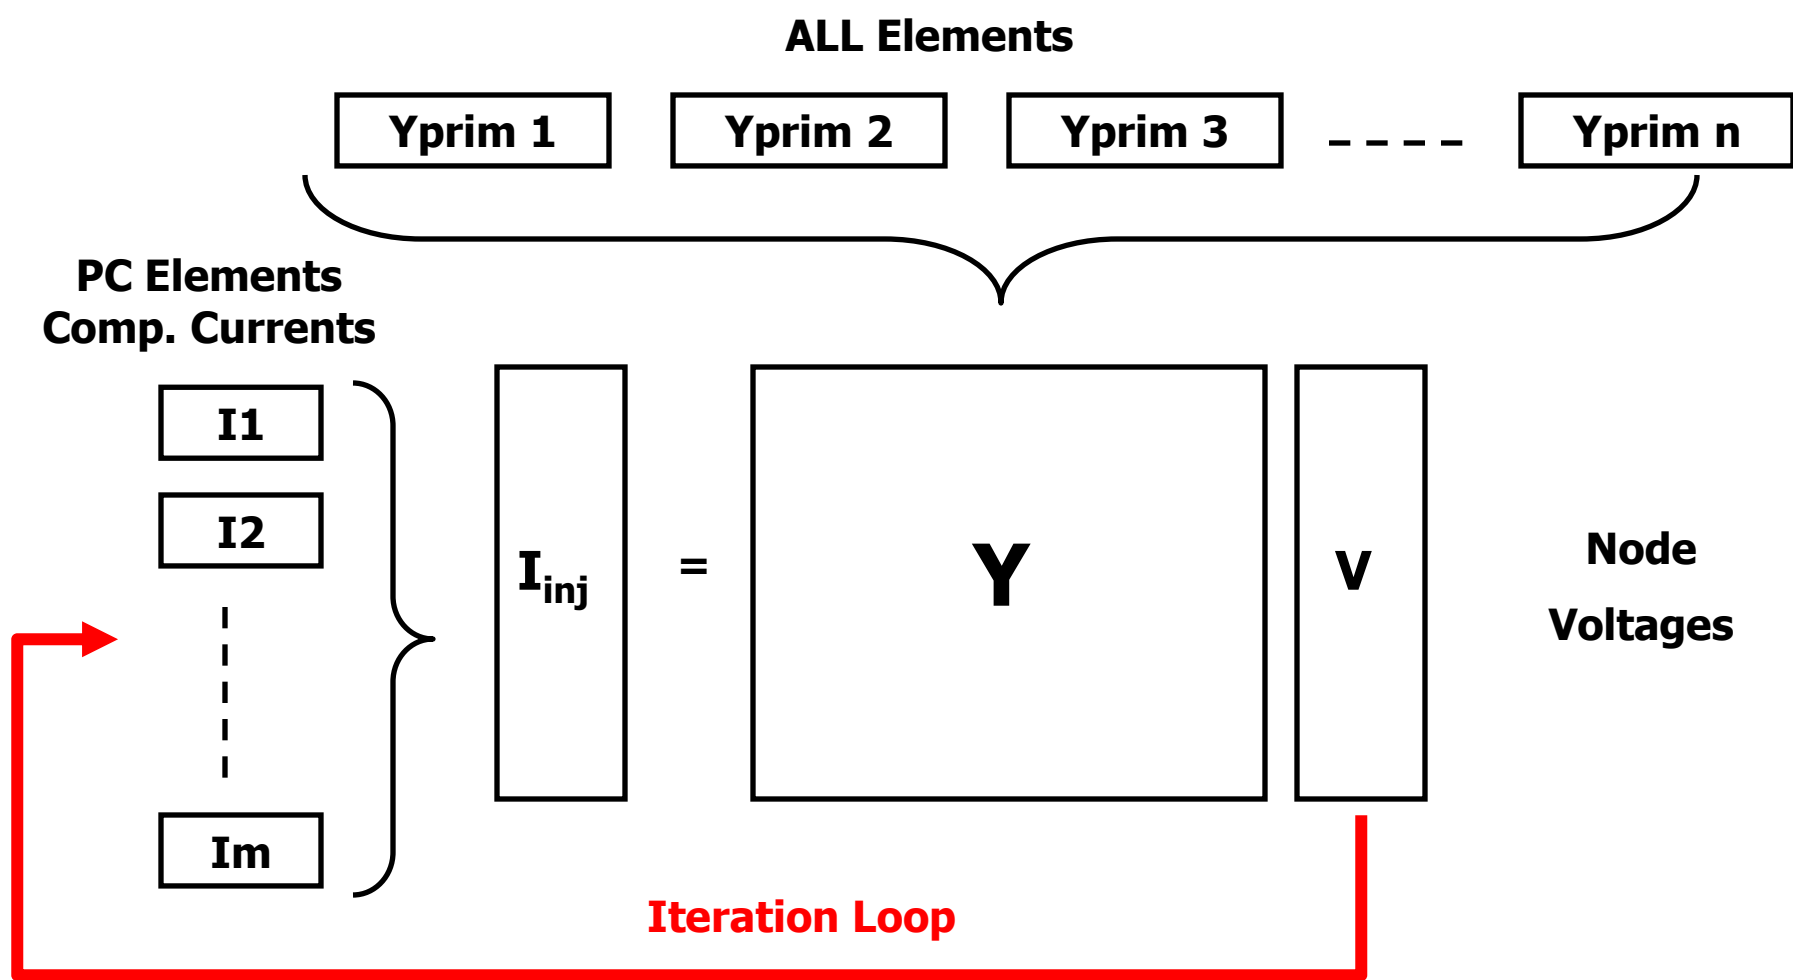 ALL Elements
Yprim 1
Yprim 2
Yprim 3
Yprim n
PC Elements
Comp. Currents
I1
I2
Im
Iinj
=
Y
V
Node
Voltages
Iteration Loop